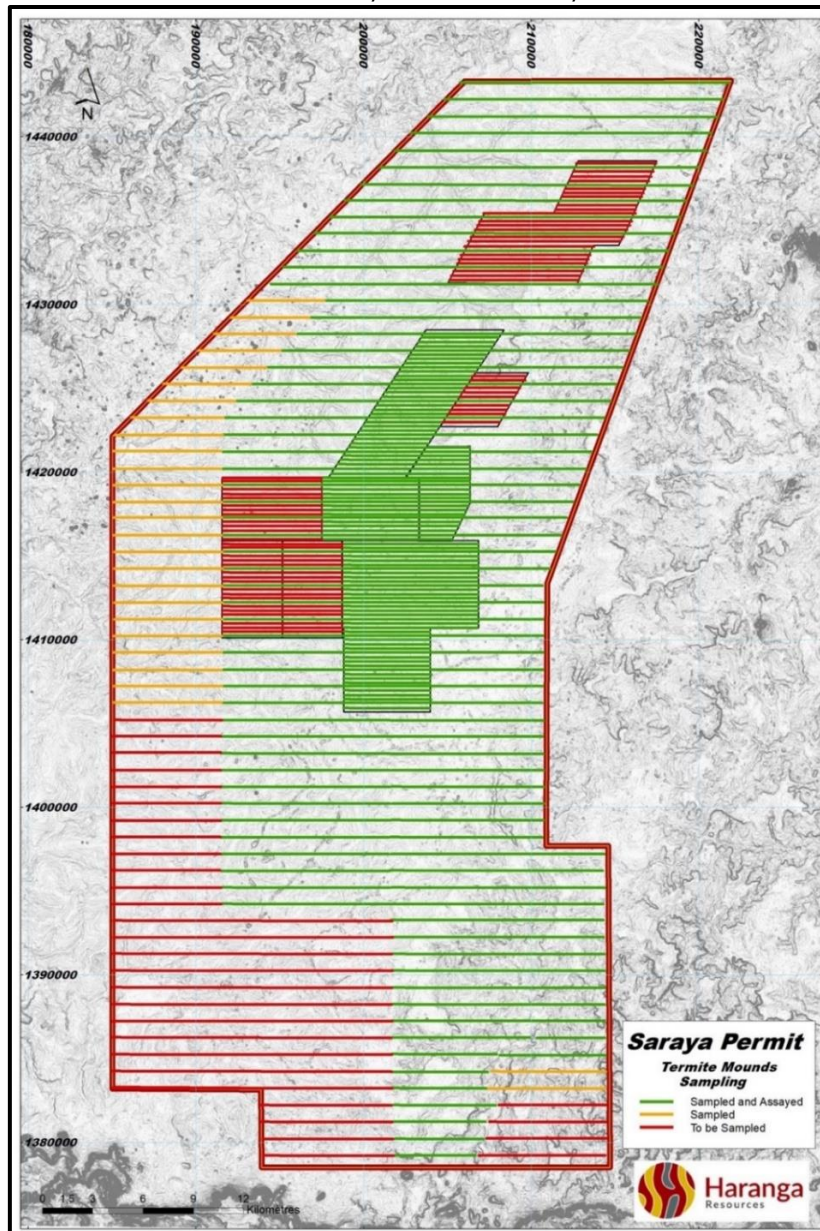 180000
190000
200000
210000
220000
N
1440000
1430000
1420000
1410000
1400000
1390000
1380000
Saraya Permit
Termite Mounds
Sampling
Sampled and Assayed
Sampled
To be Sampled
0 1.5 3 6 9 12
Kilometres
Haranga
Resources